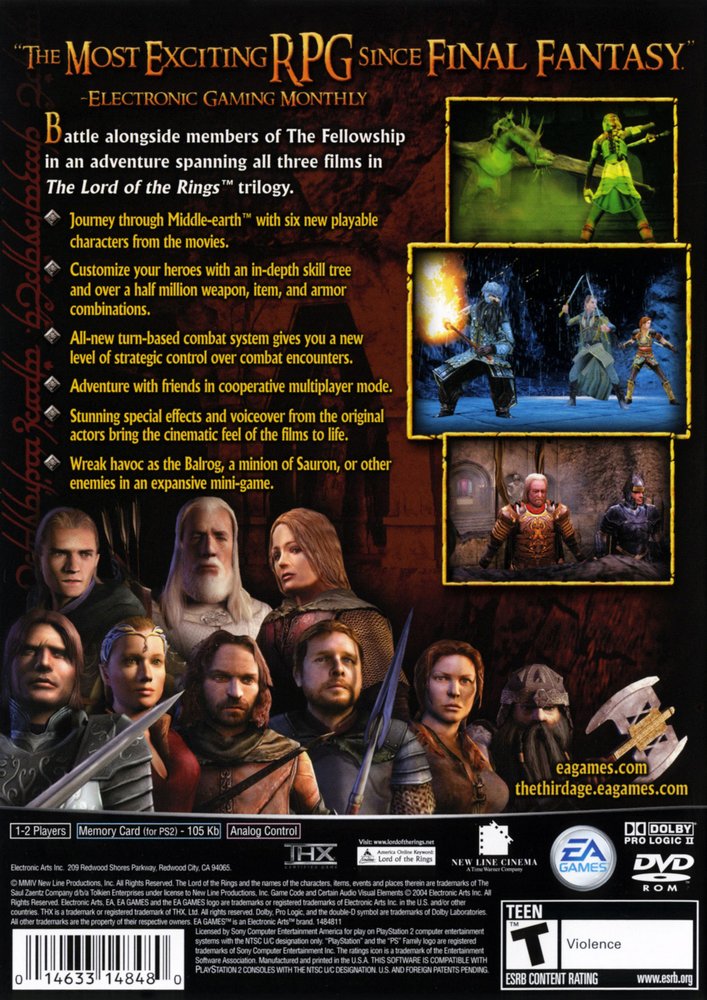 "THE MOST EXCITING RPG SINCE FINAL FANTASY."
-ELECTRONIC GAMING MONTHLY
Battle alongside members of The Fellowship
in an adventure spanning all three films in
The Lord of the Rings™ trilogy.
Journey through Middle-earth™ with six new playable
characters from the movies.
Customize your heroes with an in-depth skill tree
and over a half million weapon, item, and armor
combinations.
All-new turn-based combat system gives you a new
level of strategic control over combat encounters.
Adventure with friends in cooperative multiplayer mode.
Stunning special effects and voiceover from the original
actors bring the cinematic feel of the films to life.
Wreak havoc as the Balrog, a minion of Sauron, or other
enemies in an expansive mini-game.
eagames.com
thethirdage.eagames.com
1-2 Players
Memory Card (for PS2) - 105 Kb
Analog Control
THX
CERTIFIED GAME
Visit: www.lordoftherings.net
America Online Keyword:
Lord of the Rings
NEW LINE CINEMA
A Time Warner Company
EA
GAMES
DOLBY
PRO LOGIC II
DVD
ROM
Electronic Arts Inc. 209 Redwood Shores Parkway, Redwood City, CA 94065.
© MMIV New Line Productions, Inc. All Rights Reserved. The Lord of the Rings and the names of the characters, items, events and places therein are trademarks of The
Saul Zaentz Company d/b/a Tolkien Enterprises under license to New Line Productions, Inc. Game Code and Certain Audio Visual Elements © 2004 Electronic Arts Inc. All
Rights Reserved. Electronic Arts, EA, EA GAMES and the EA GAMES logo are trademarks or registered trademarks of Electronic Arts Inc. in the U.S. and/or other
countries. THX is a trademark or registered trademark of THX, Ltd. All rights reserved. Dolby, Pro Logic, and the double-D symbol are trademarks of Dolby Laboratories.
All other trademarks are the property of their respective owners. EA GAMES™ is an Electronic Arts™ brand. 1484811
Licensed by Sony Computer Entertainment America for play on PlayStation 2 computer entertainment
systems with the NTSC U/C designation only. "PlayStation" and the "PS" Family logo are registered
trademarks of Sony Computer Entertainment Inc. The ratings icon is a trademark of the Entertainment
Software Association. Manufactured and printed in the U.S.A. THIS SOFTWARE IS COMPATIBLE WITH
PLAYSTATION 2 CONSOLES WITH THE NTSC U/C DESIGNATION. U.S. AND FOREIGN PATENTS PENDING.
0 14633 14848 0
TEEN
T
Violence
ESRB CONTENT RATING www.esrb.org